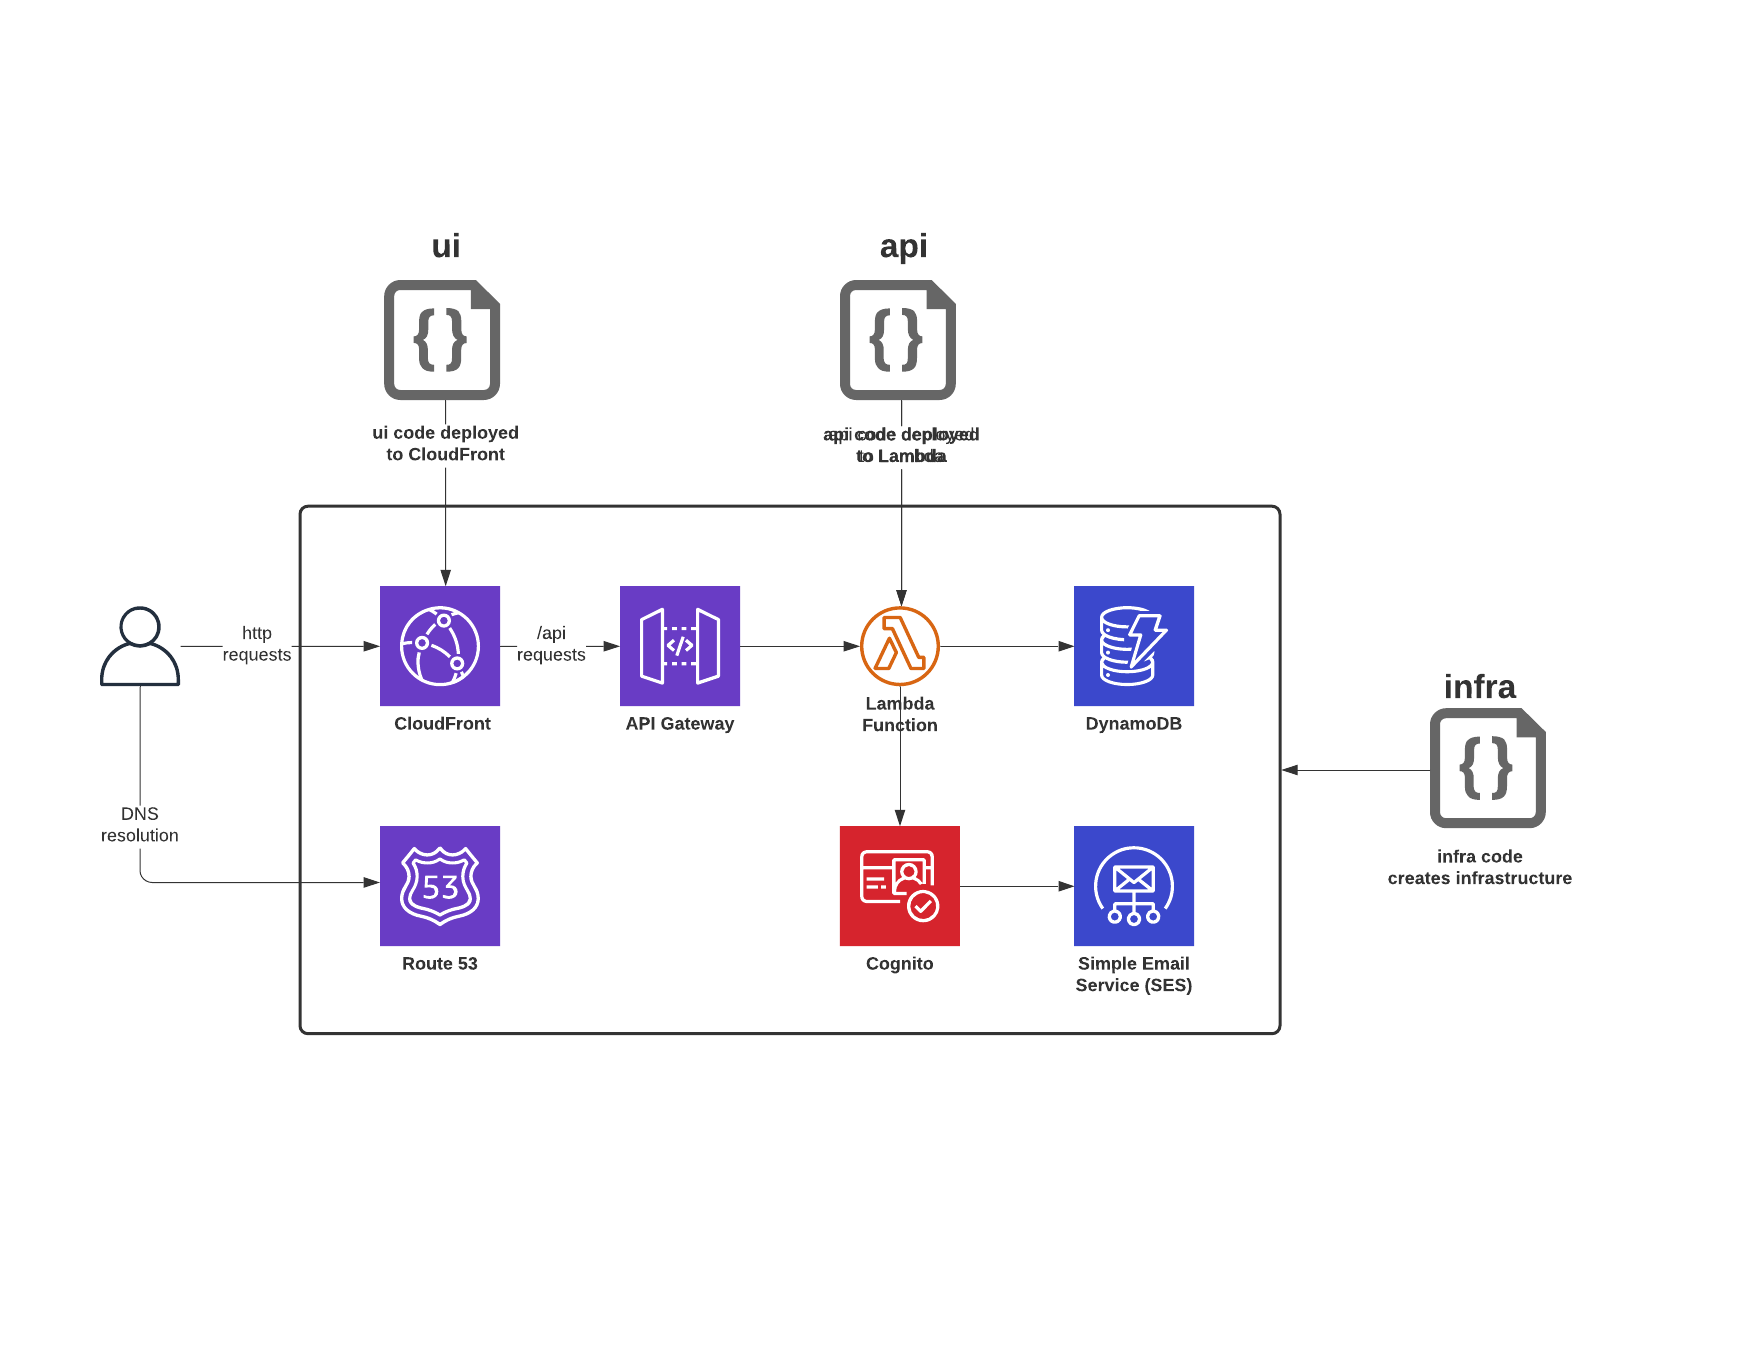 ui
api
ui code deployed
to CloudFront
api code deployed
to Lambda
http
requests
/api
requests
CloudFront
API Gateway
Lambda
Function
DynamoDB
infra
DNS
resolution
53
infra code
creates infrastructure
Route 53
Cognito
Simple Email
Service (SES)